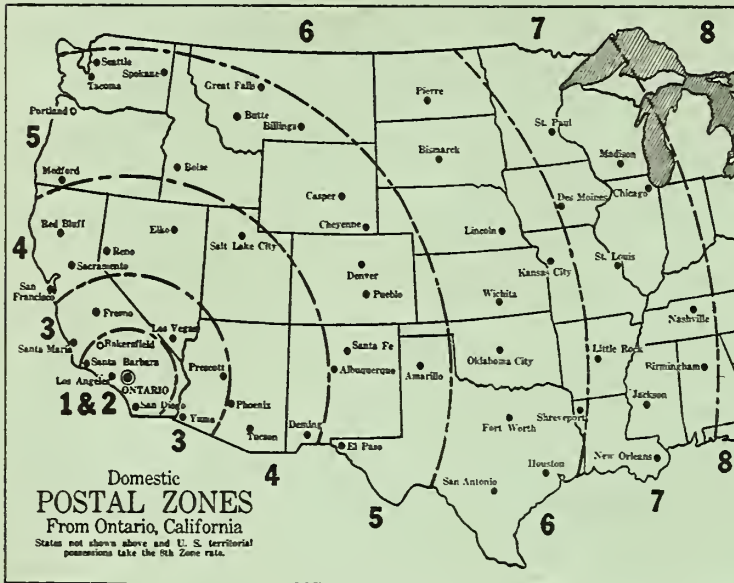 6
7
8
Seattle
Spokane
Tacoma
Great Falls
Pierre
Portland
Butte
Billings
St. Paul
5
Bismarck
Madison
Medford
Boise
Chicago
Casper
Des Moines
Red Bluff
Elko
Cheyenne
Lincoln
4
Reno
Salt Lake City
Sacramento
Denver
Kansas City
St. Louis
San Francisco
Pueblo
Wichita
Fresno
Nashville
3
Las Vegas
Santa Maria
Bakersfield
Santa Fe
Oklahoma City
Little Rock
Santa Barbara
Prescott
Albuquerque
Amarillo
Birmingham
Los Angeles
ONTARIO
1 & 2
San Diego
Phoenix
Shreveport
Jackson
Yuma
Deming
Fort Worth
3
Tucson
El Paso
4
Houston
New Orleans
8
San Antonio
7
5
6
Domestic
POSTAL ZONES
From Ontario, California
States not shown above and U. S. territorial
possessions take the 8th Zone rate.